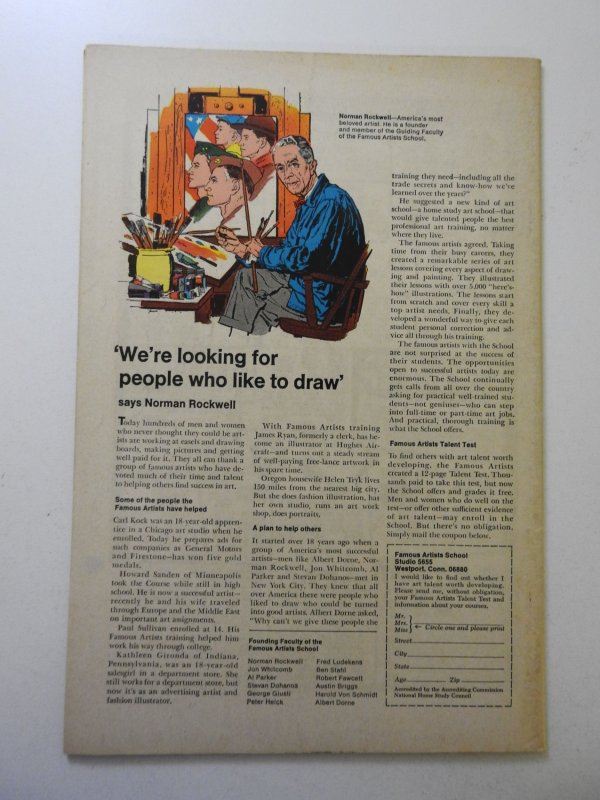 Norman Rockwell—America's most
beloved artist. He is a founder
and member of the Guiding Faculty
of the Famous Artists School.
'We're looking for
people who like to draw'
says Norman Rockwell
Today hundreds of men and women
who never thought they could be art-
ists are working at easels and drawing
boards, making pictures and getting
well paid for it. They all can thank a
group of famous artists who have de-
voted much of their time and talent
to helping others find success in art.
Some of the people the
Famous Artists have helped
Carl Kock was an 18-year-old appren-
tice in a Chicago art studio when he
enrolled. Today he prepares ads for
such companies as General Motors
and Firestone—has won five gold
medals.
Howard Sanden of Minneapolis
took the Course while still in high
school. He is now a successful artist—
recently he and his wife traveled
through Europe and the Middle East
on important art assignments.
Paul Sullivan enrolled at 14. His
Famous Artists training helped him
work his way through college.
Kathleen Gironda of Indiana,
Pennsylvania, was an 18-year-old
salesgirl in a department store. She
still works for a department store, but
now it's as an advertising artist and
fashion illustrator.
With Famous Artists training
James Ryan, formerly a clerk, has be-
come an illustrator at Hughes Air-
craft—and turns out a steady stream
of well-paying free-lance artwork in
his spare time.
Oregon housewife Helen Tryk lives
150 miles from the nearest big city.
But she does fashion illustration, has
her own studio, runs an art work
shop, does portraits.
A plan to help others
It started over 18 years ago when a
group of America's most successful
artists—men like Albert Dorne, Nor-
man Rockwell, Jon Whitcomb, Al
Parker and Stevan Dohanos—met in
New York City. They knew that all
over America there were people who
liked to draw who could be turned
into good artists. Albert Dorne asked,
"Why can't we give these people the
Founding Faculty of the
Famous Artists School
Norman Rockwell
Jon Whitcomb
Al Parker
Stevan Dohanos
George Giusti
Peter Helck
Fred Ludekens
Ben Stahl
Robert Fawcett
Austin Briggs
Harold Von Schmidt
Albert Dorne
training they need—including all the
trade secrets and know-how we've
learned over the years?"
He suggested a new kind of art
school—a home study art school—that
would give talented people the best
professional art training, no matter
where they live.
The famous artists agreed. Taking
time from their busy careers, they
created a remarkable series of art
lessons covering every aspect of draw-
ing and painting. They illustrated
their lessons with over 5,000 "here's-
how" illustrations. The lessons start
from scratch and cover every skill a
top artist needs. Finally, they de-
veloped a wonderful way to give each
student personal correction and ad-
vice all through his training.
The famous artists with the School
are not surprised at the success of
their students. The opportunities
open to successful artists today are
enormous. The School continually
gets calls from all over the country
asking for practical well-trained stu-
dents—not geniuses—who can step
into full-time or part-time art jobs.
And practical, thorough training is
what the School offers.
Famous Artists Talent Test
To find others with art talent worth
developing, the Famous Artists
created a 12-page Talent Test. Thou-
sands paid to take this test, but now
the School offers and grades it free.
Men and women who do well on the
test—or offer other sufficient evidence
of art talent—may enroll in the
School. But there's no obligation.
Simply mail the coupon below.
Famous Artists School
Studio 5655
Westport, Conn. 06880
I would like to find out whether I
have art talent worth developing.
Please send me, without obligation,
your Famous Artists Talent Test and
information about your courses.
Mr.
Mrs. ← Circle one and please print
Miss
Street
City
State
Age Zip
Accredited by the Accrediting Commission
National Home Study Council